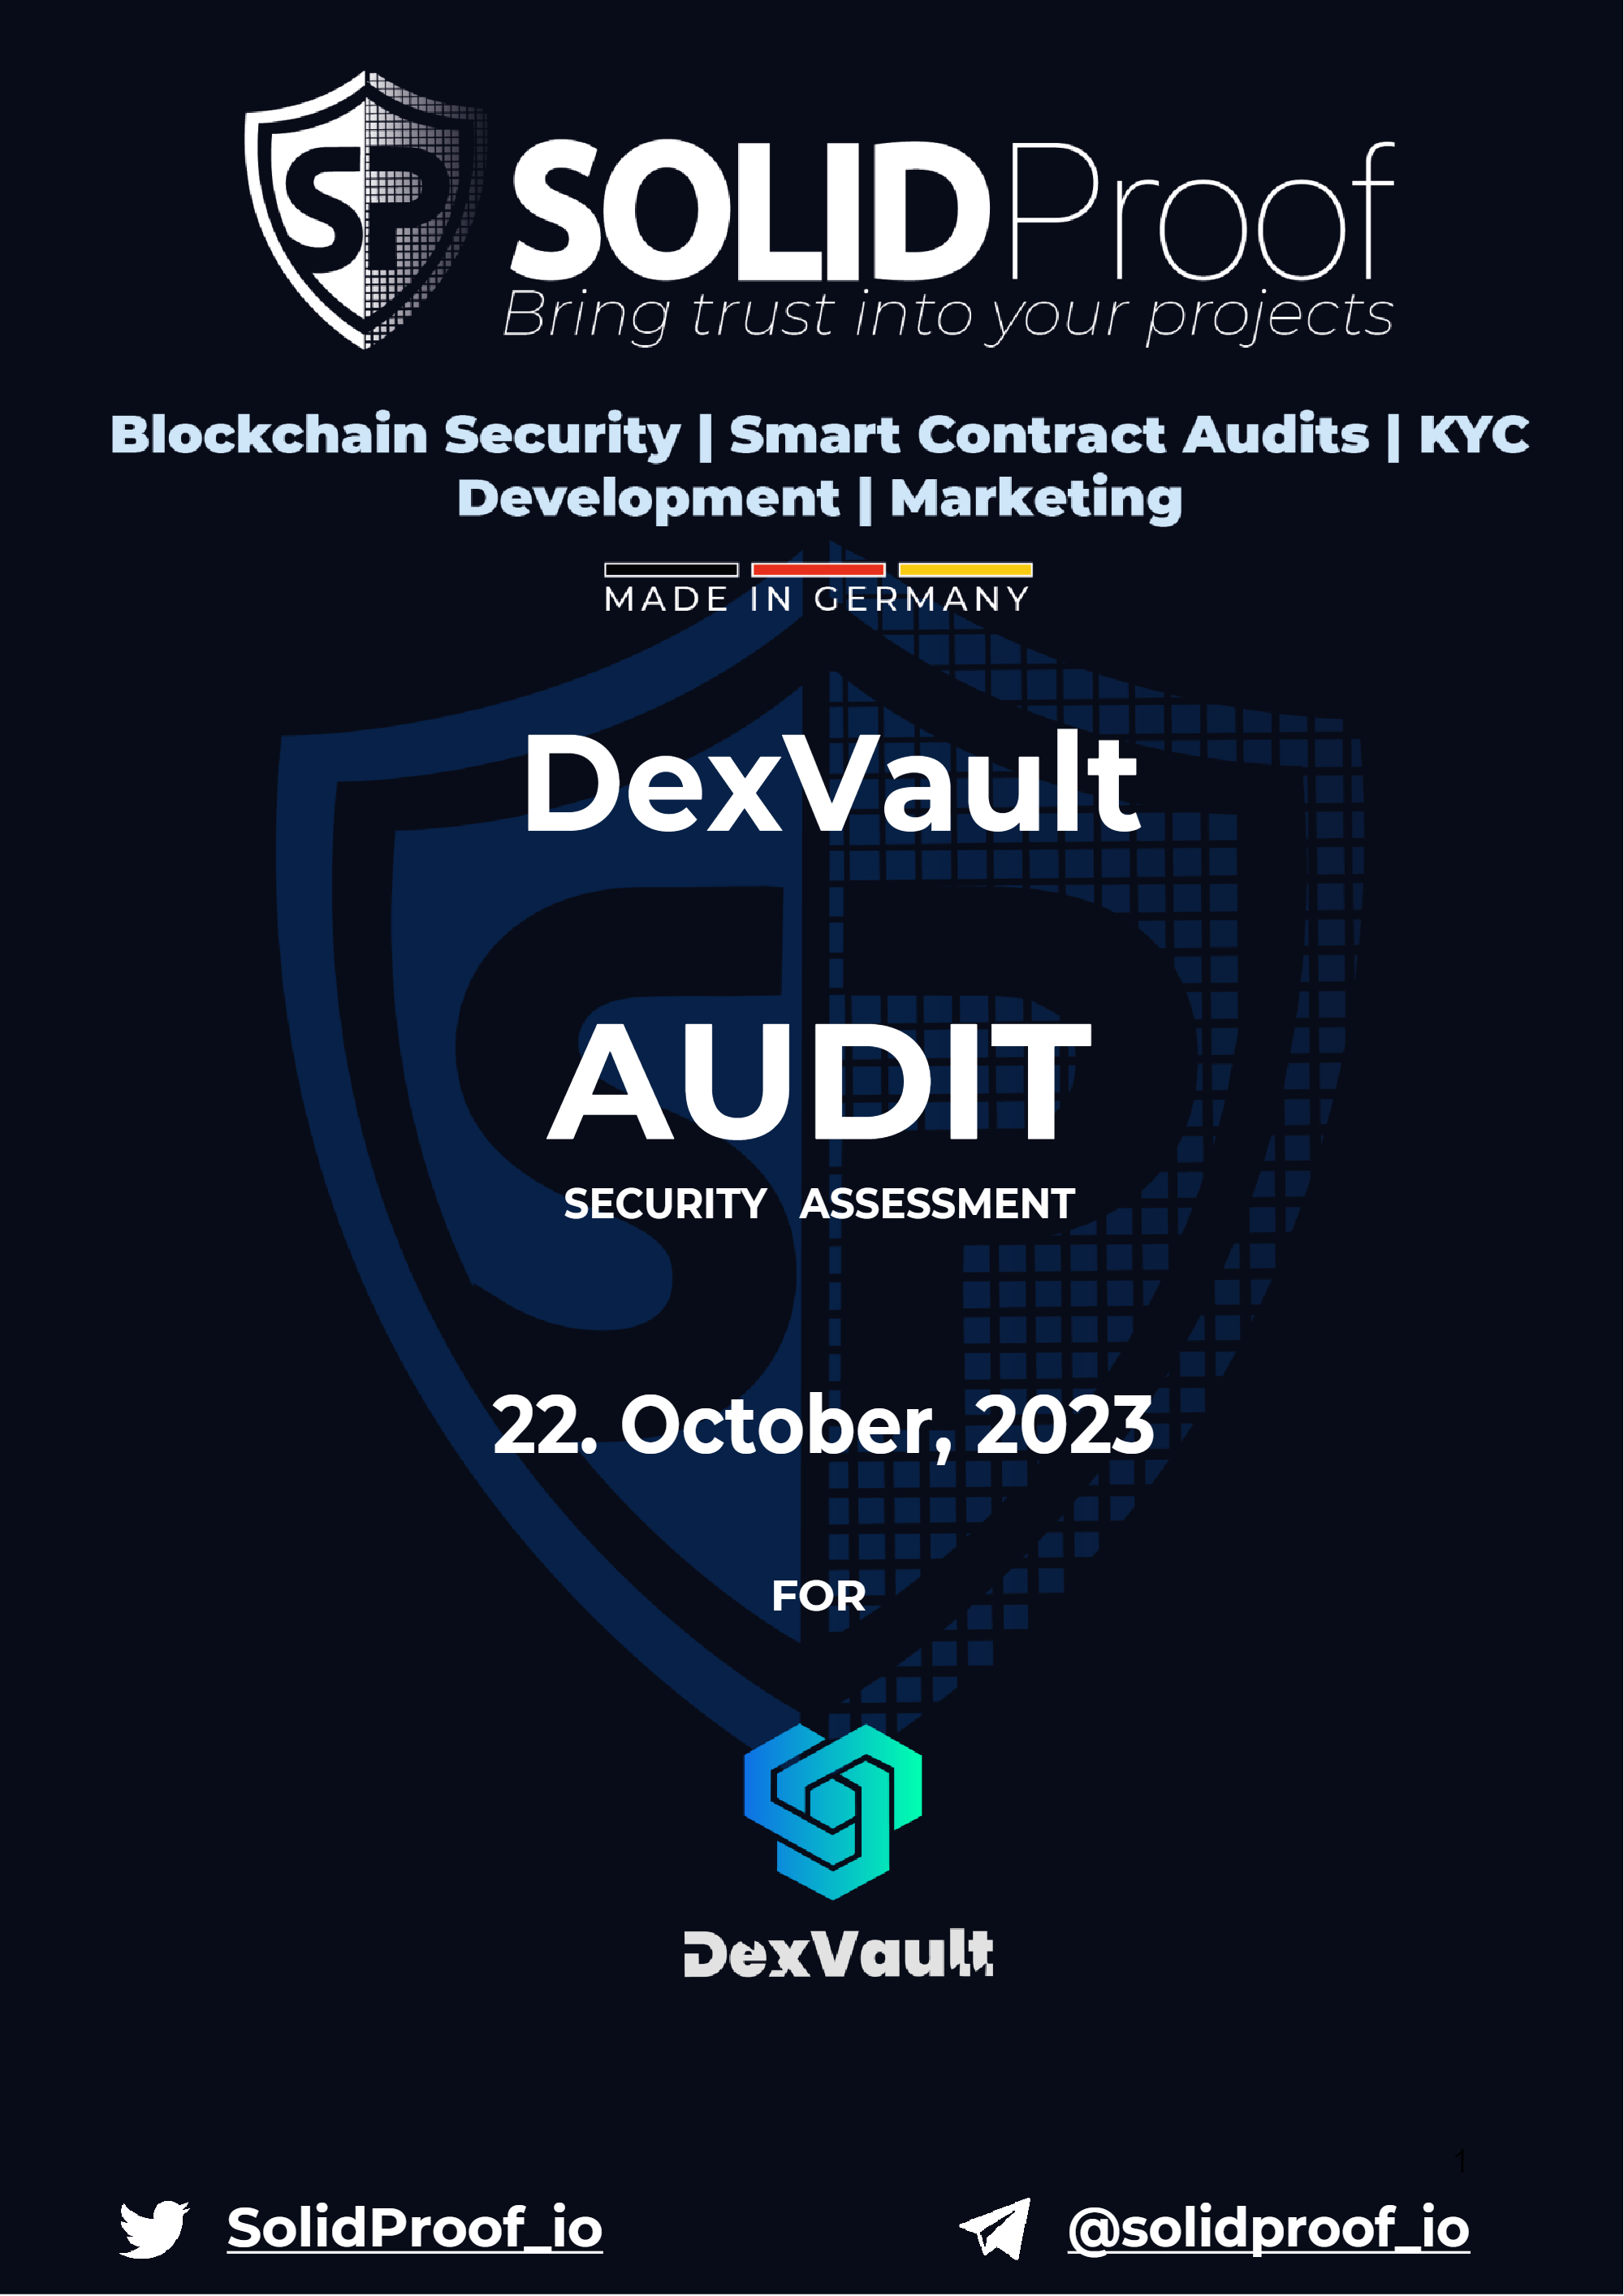 SP SOLIDProof
Bring trust into your projects
Blockchain Security | Smart Contract Audits | KYC
Development | Marketing
MADE IN GERMANY
DexVault
AUDIT
SECURITY ASSESSMENT
22. October, 2023
FOR
DexVault
1
SolidProof_io
@solidproof_io